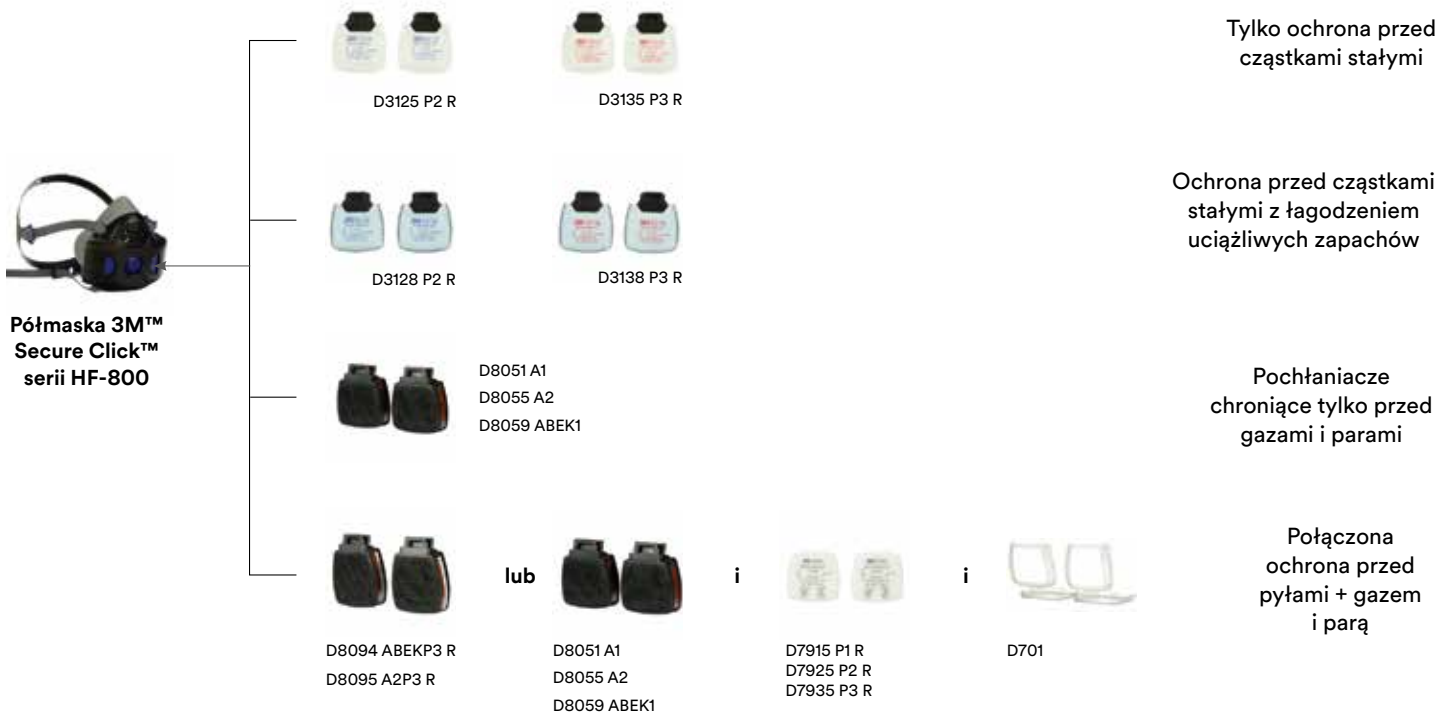 Tylko ochrona przed
cząstkami stałymi
D3125 P2 R
D3135 P3 R
Ochrona przed cząstkami
stałymi z łagodzeniem
uciążliwych zapachów
D3128 P2 R
D3138 P3 R
Półmaska 3M™
Secure Click™
serii HF-800
D8051 A1
D8055 A2
D8059 ABEK1
Pochłaniacze
chroniące tylko przed
gazami i parami
lub
i
i
Połączona
ochrona przed
pyłami + gazem
i parą
D8094 ABEKP3 R
D8095 A2P3 R
D8051 A1
D8055 A2
D8059 ABEK1
D7915 P1 R
D7925 P2 R
D7935 P3 R
D701